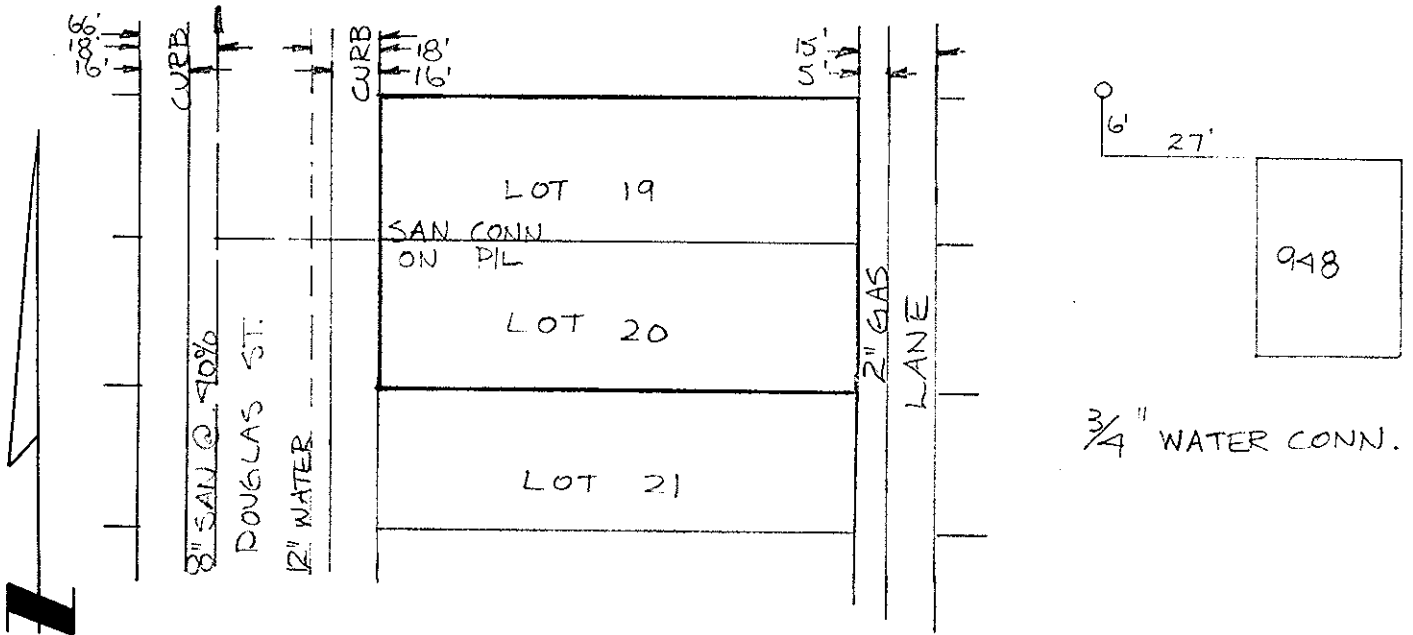 66'
18'
16'
CURB
CURB
18'
16'
15'
5'
LOT 19
SAN CONN
ON P/L
LOT 20
LOT 21
8" SAN @ .90%
DOUGLAS ST.
12" WATER
2" GAS
LANE
6'
27'
948
3/4" WATER CONN.